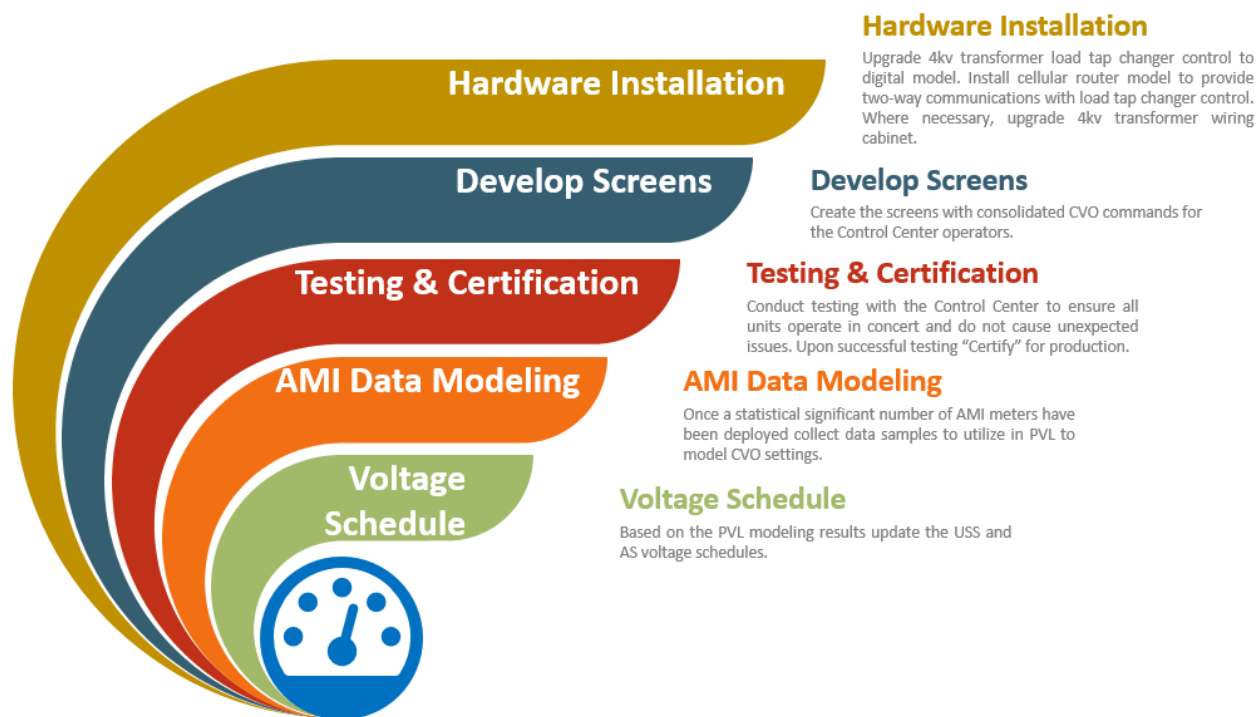 Hardware Installation
Hardware Installation
Upgrade 4kv transformer load tap changer control to
digital model. Install cellular router model to provide
two-way communications with load tap changer control.
Where necessary, upgrade 4kv transformer wiring
cabinet.
Develop Screens
Develop Screens
Create the screens with consolidated CVO commands for
the Control Center operators.
Testing & Certification
Testing & Certification
Conduct testing with the Control Center to ensure all
units operate in concert and do not cause unexpected
issues. Upon successful testing “Certify” for production.
AMI Data Modeling
AMI Data Modeling
Once a statistical significant number of AMI meters have
been deployed collect data samples to utilize in PVL to
model CVO settings.
Voltage
Schedule
Voltage Schedule
Based on the PVL modeling results update the USS and
AS voltage schedules.